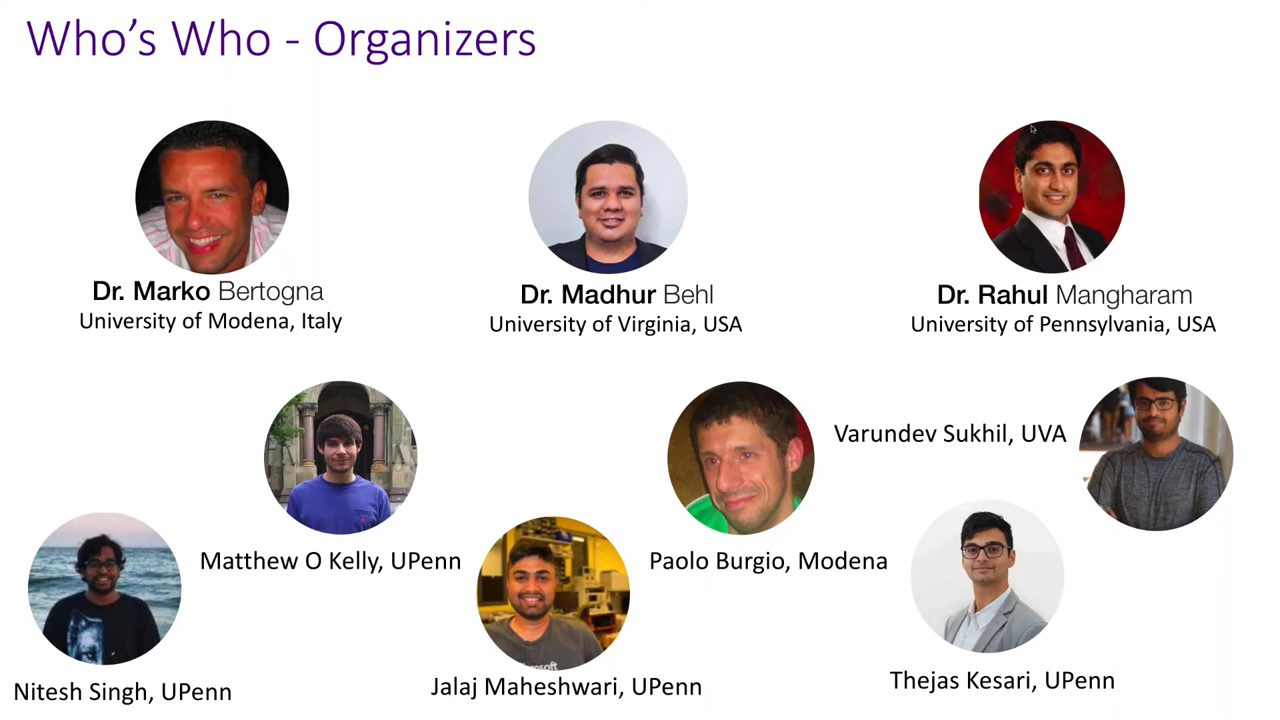 Who's Who - Organizers
Dr. Marko Bertogna
University of Modena, Italy
Dr. Madhur Behl
University of Virginia, USA
Dr. Rahul Mangharam
University of Pennsylvania, USA
Varundev Sukhil, UVA
Matthew O Kelly, UPenn
Paolo Burgio, Modena
Nitesh Singh, UPenn
Jalaj Maheshwari, UPenn
Thejas Kesari, UPenn